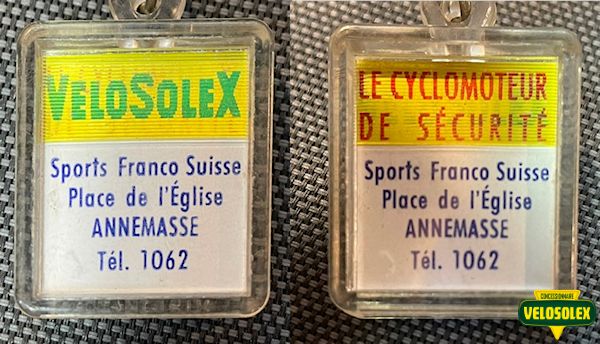 VELOSOLEX
Sports Franco Suisse
Place de l'Église
ANNEMASSE
Tél. 1062
LE CYCLOMOTEUR
DE SÉCURITÉ
Sports Franco Suisse
Place de l'Église
ANNEMASSE
Tél. 1062
CONCESSIONNAIRE
VELOSOLEX